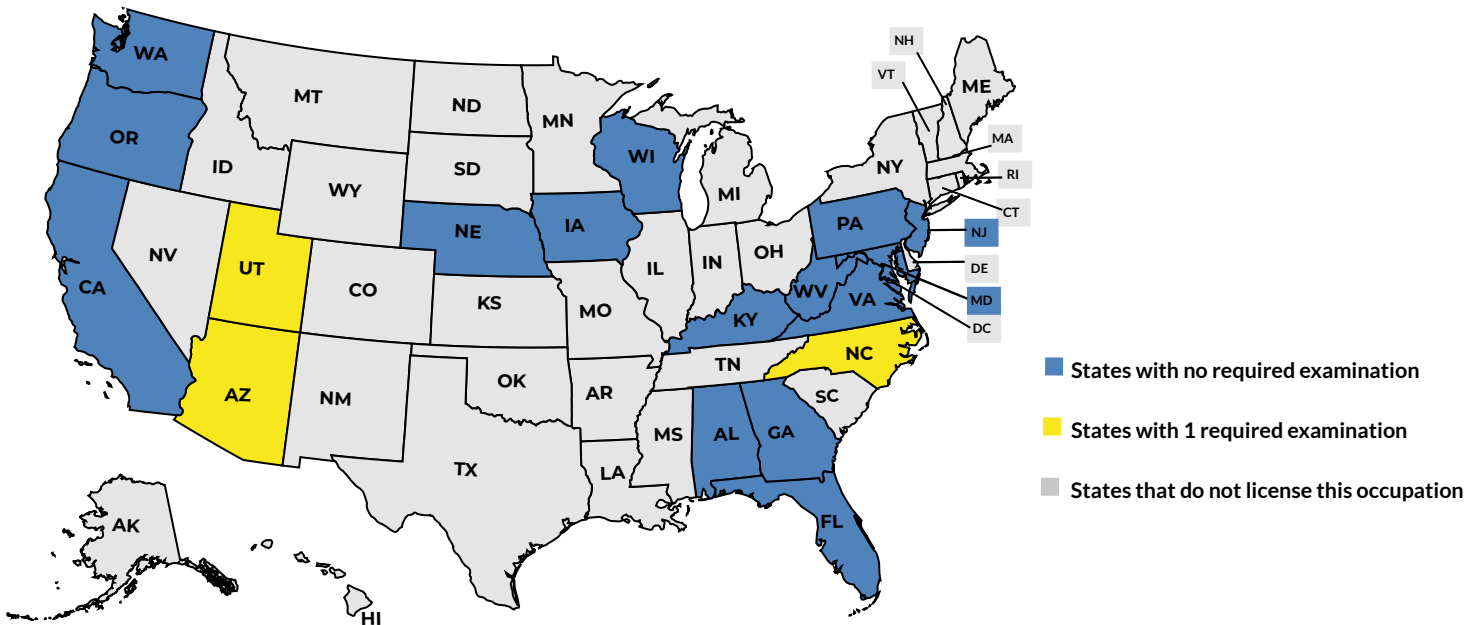 WA
OR
CA
NV
ID
MT
WY
UT
AZ
CO
NM
ND
SD
NE
KS
OK
TX
MN
IA
MO
AR
LA
WI
IL
MI
IN
OH
KY
TN
MS
AL
GA
FL
SC
NC
VA
WV
PA
NY
ME
NH
VT
MA
RI
CT
NJ
DE
MD
DC
AK
HI
States with no required examination
States with 1 required examination
States that do not license this occupation